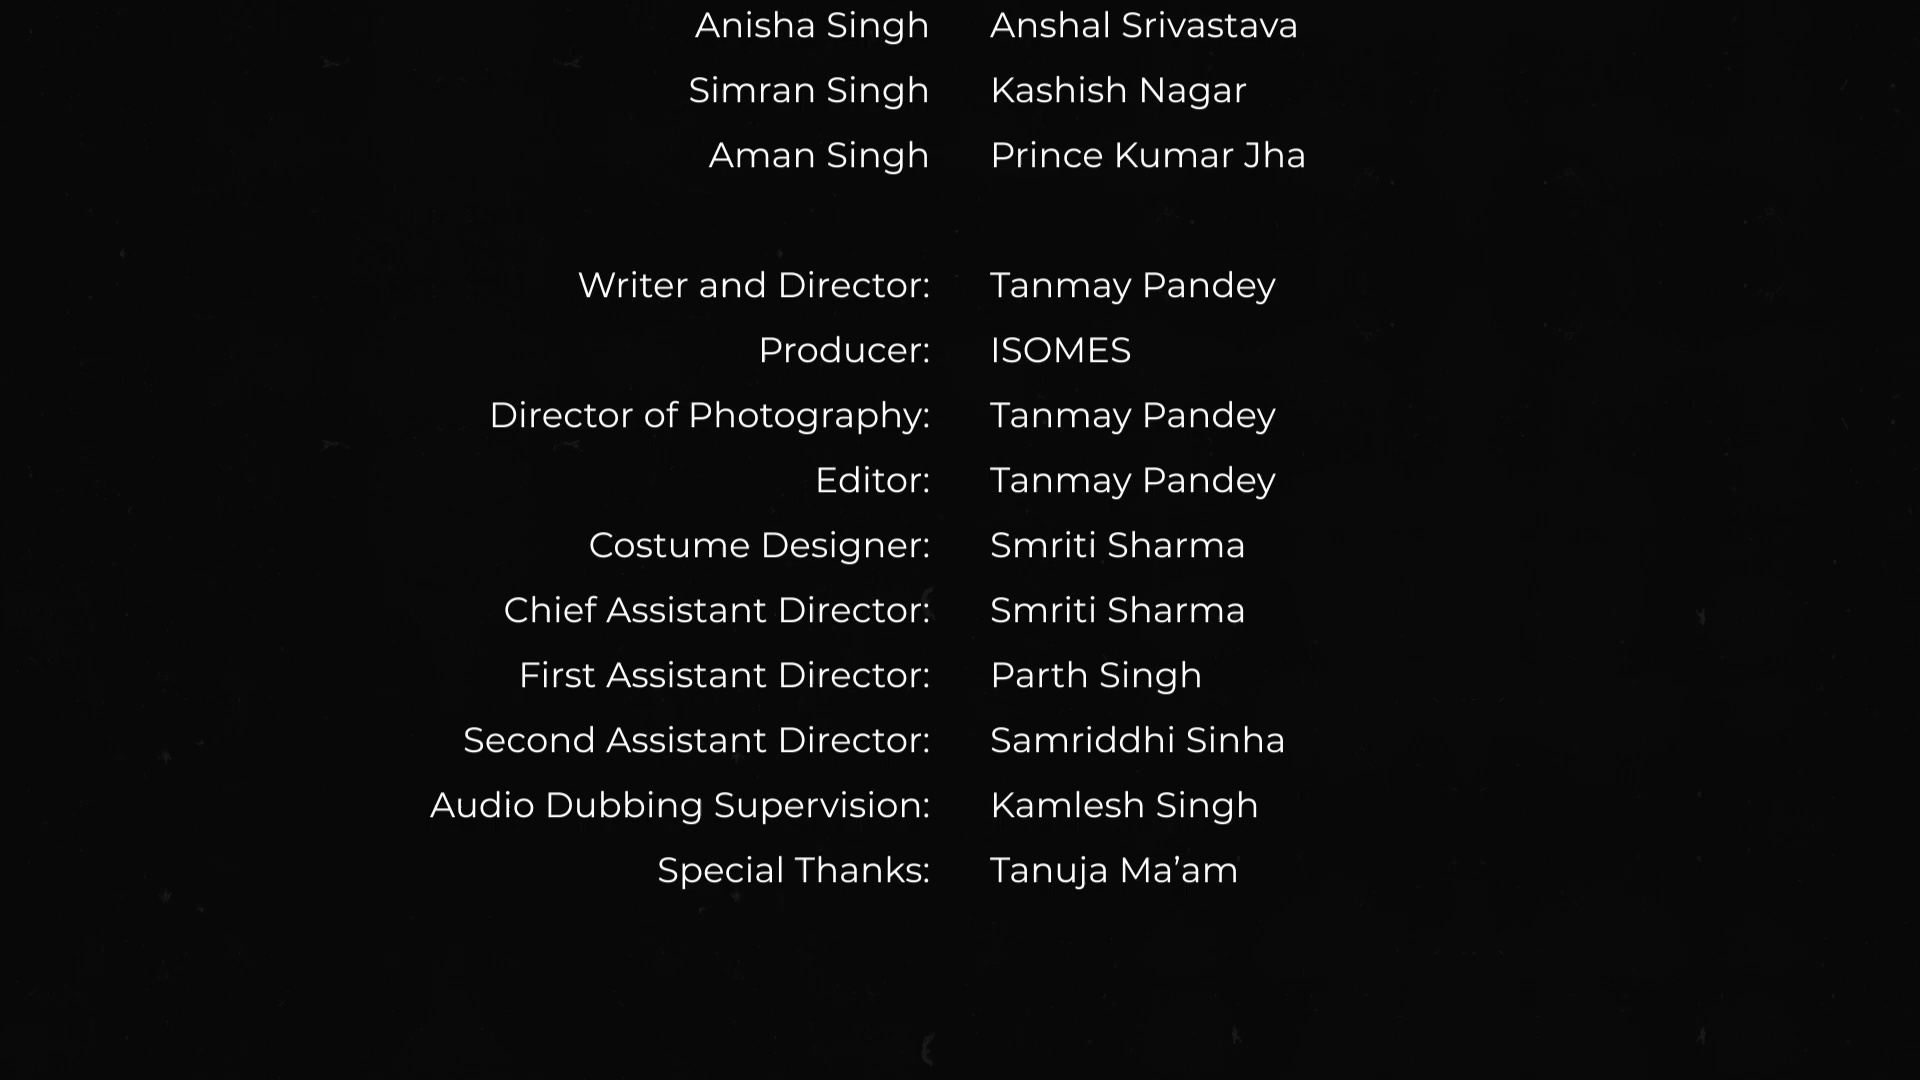 Anisha Singh Anshal Srivastava
Simran Singh Kashish Nagar
Aman Singh Prince Kumar Jha
Writer and Director: Tanmay Pandey
Producer: ISOMES
Director of Photography: Tanmay Pandey
Editor: Tanmay Pandey
Costume Designer: Smriti Sharma
Chief Assistant Director: Smriti Sharma
First Assistant Director: Parth Singh
Second Assistant Director: Samriddhi Sinha
Audio Dubbing Supervision: Kamlesh Singh
Special Thanks: Tanuja Ma’am